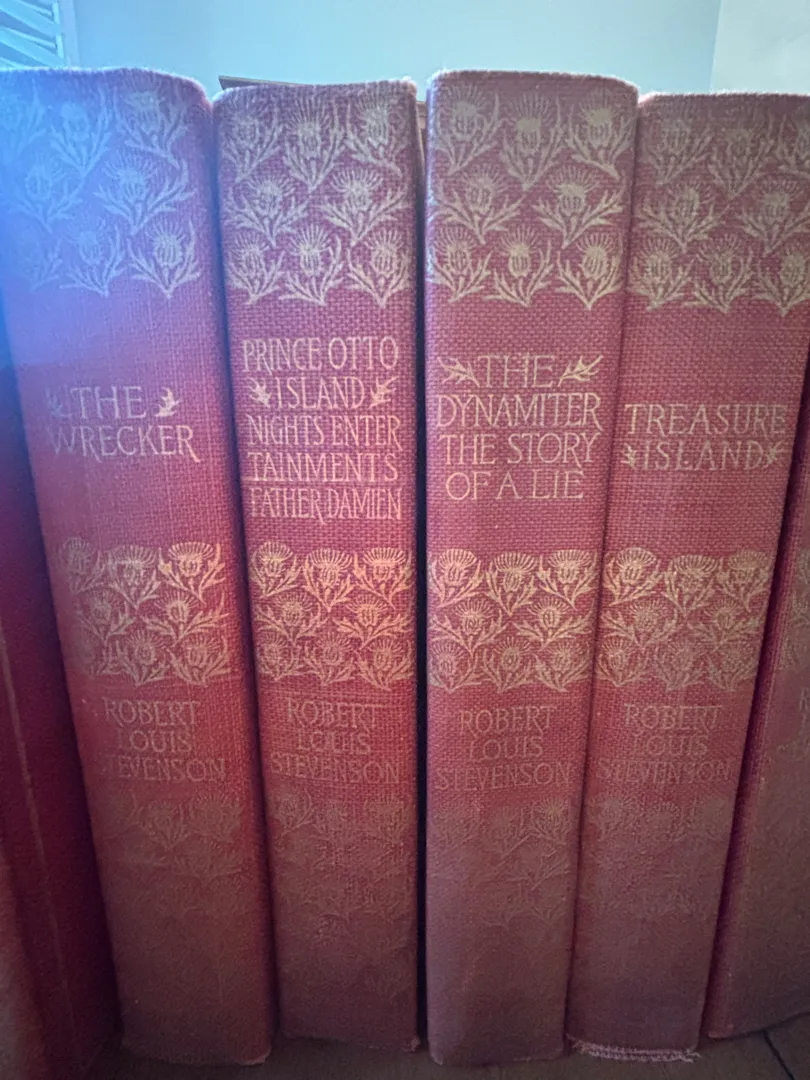 THE
WRECKER
ROBERT
LOUIS
STEVENSON
PRINCE OTTO
ISLAND
NIGHTS ENTER
TAINMENTS
FATHER DAMIEN
ROBERT
LOUIS
STEVENSON
THE
DYNAMITER
THE STORY
OF A LIE
ROBERT
LOUIS
STEVENSON
TREASURE
ISLAND
ROBERT
LOUIS
STEVENSON